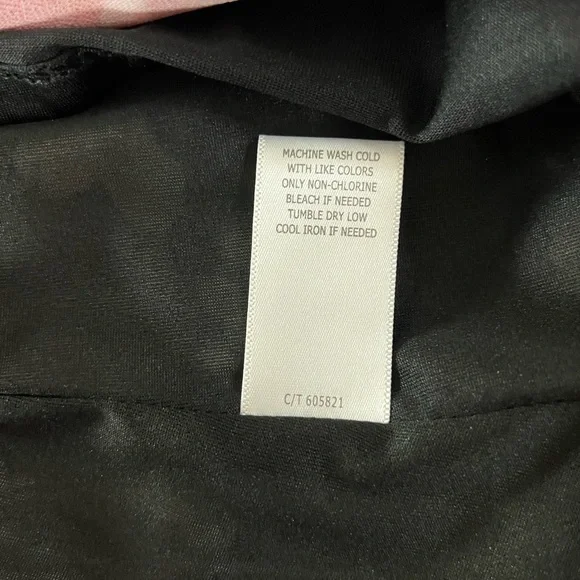 MACHINE WASH COLD
WITH LIKE COLORS
ONLY NON-CHLORINE
BLEACH IF NEEDED
TUMBLE DRY LOW
COOL IRON IF NEEDED
C/T 605821